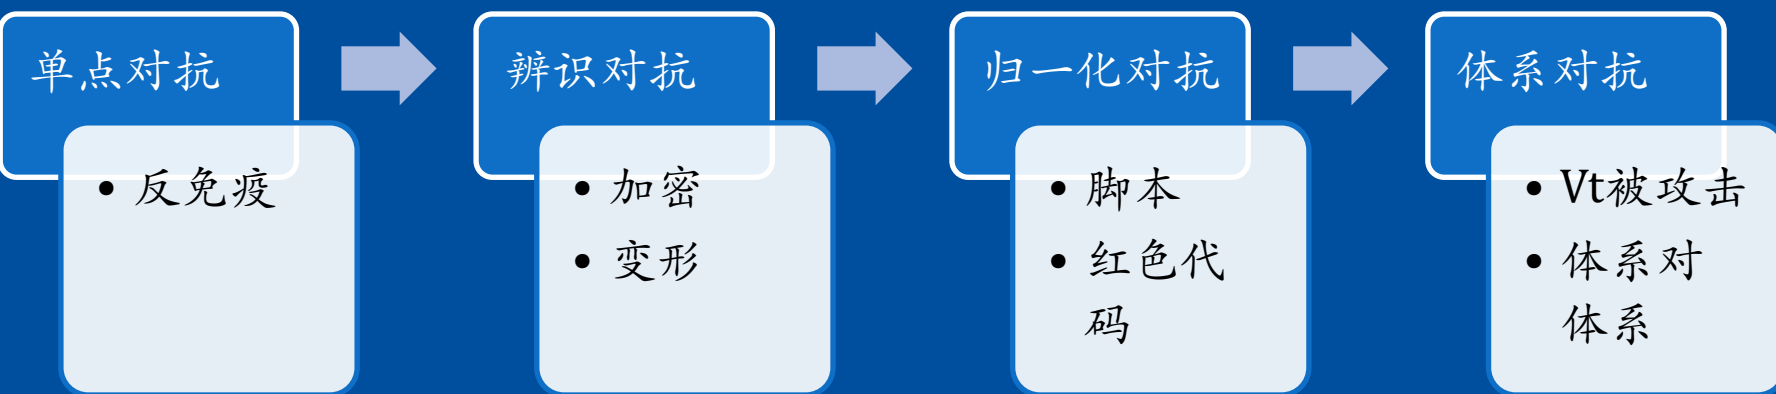 单点对抗
• 反免疫
辨识对抗
• 加密
• 变形
归一化对抗
• 脚本
• 红色代
码
体系对抗
• Vt被攻击
• 体系对
体系